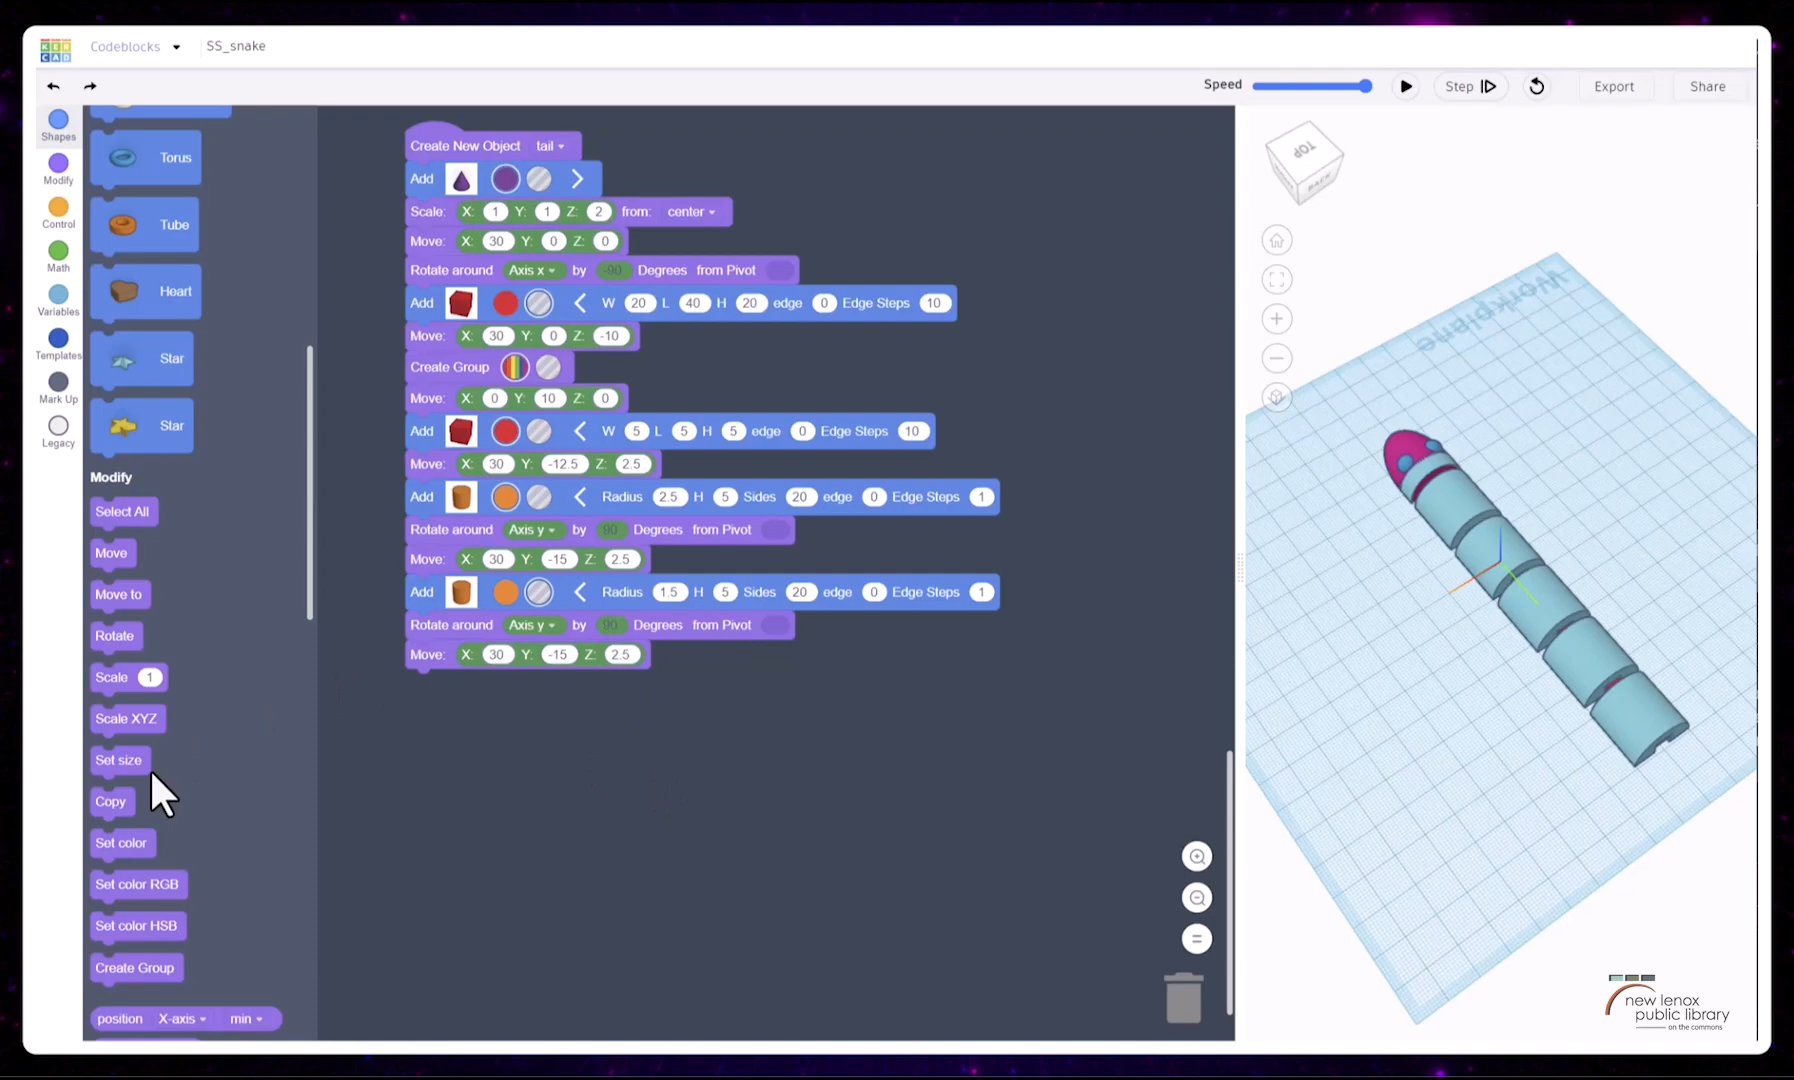 KER
CAD
Codeblocks
SS_snake
Speed
Step
Export
Share
Shapes
Modify
Control
Math
Variables
Templates
Mark Up
Legacy
Torus
Tube
Heart
Star
Star
Modify
Select All
Move
Move to
Rotate
Scale 1
Scale XYZ
Set size
Copy
Set color
Set color RGB
Set color HSB
Create Group
position X-axis min
Create New Object tail
Add
Scale: X: 1 Y: 1 Z: 2 from: center
Move: X: 30 Y: 0 Z: 0
Rotate around Axis x by -90 Degrees from Pivot
Add W 20 L 40 H 20 edge 0 Edge Steps 10
Move: X: 30 Y: 0 Z: -10
Create Group
Move: X: 0 Y: 10 Z: 0
Add W 5 L 5 H 5 edge 0 Edge Steps 10
Move: X: 30 Y: -12.5 Z: 2.5
Add Radius 2.5 H 5 Sides 20 edge 0 Edge Steps 1
Rotate around Axis y by 90 Degrees from Pivot
Move: X: 30 Y: -15 Z: 2.5
Add Radius 1.5 H 5 Sides 20 edge 0 Edge Steps 1
Rotate around Axis y by 90 Degrees from Pivot
Move: X: 30 Y: -15 Z: 2.5
TOP
BACK
Workplane
new lenox
public library
on the commons